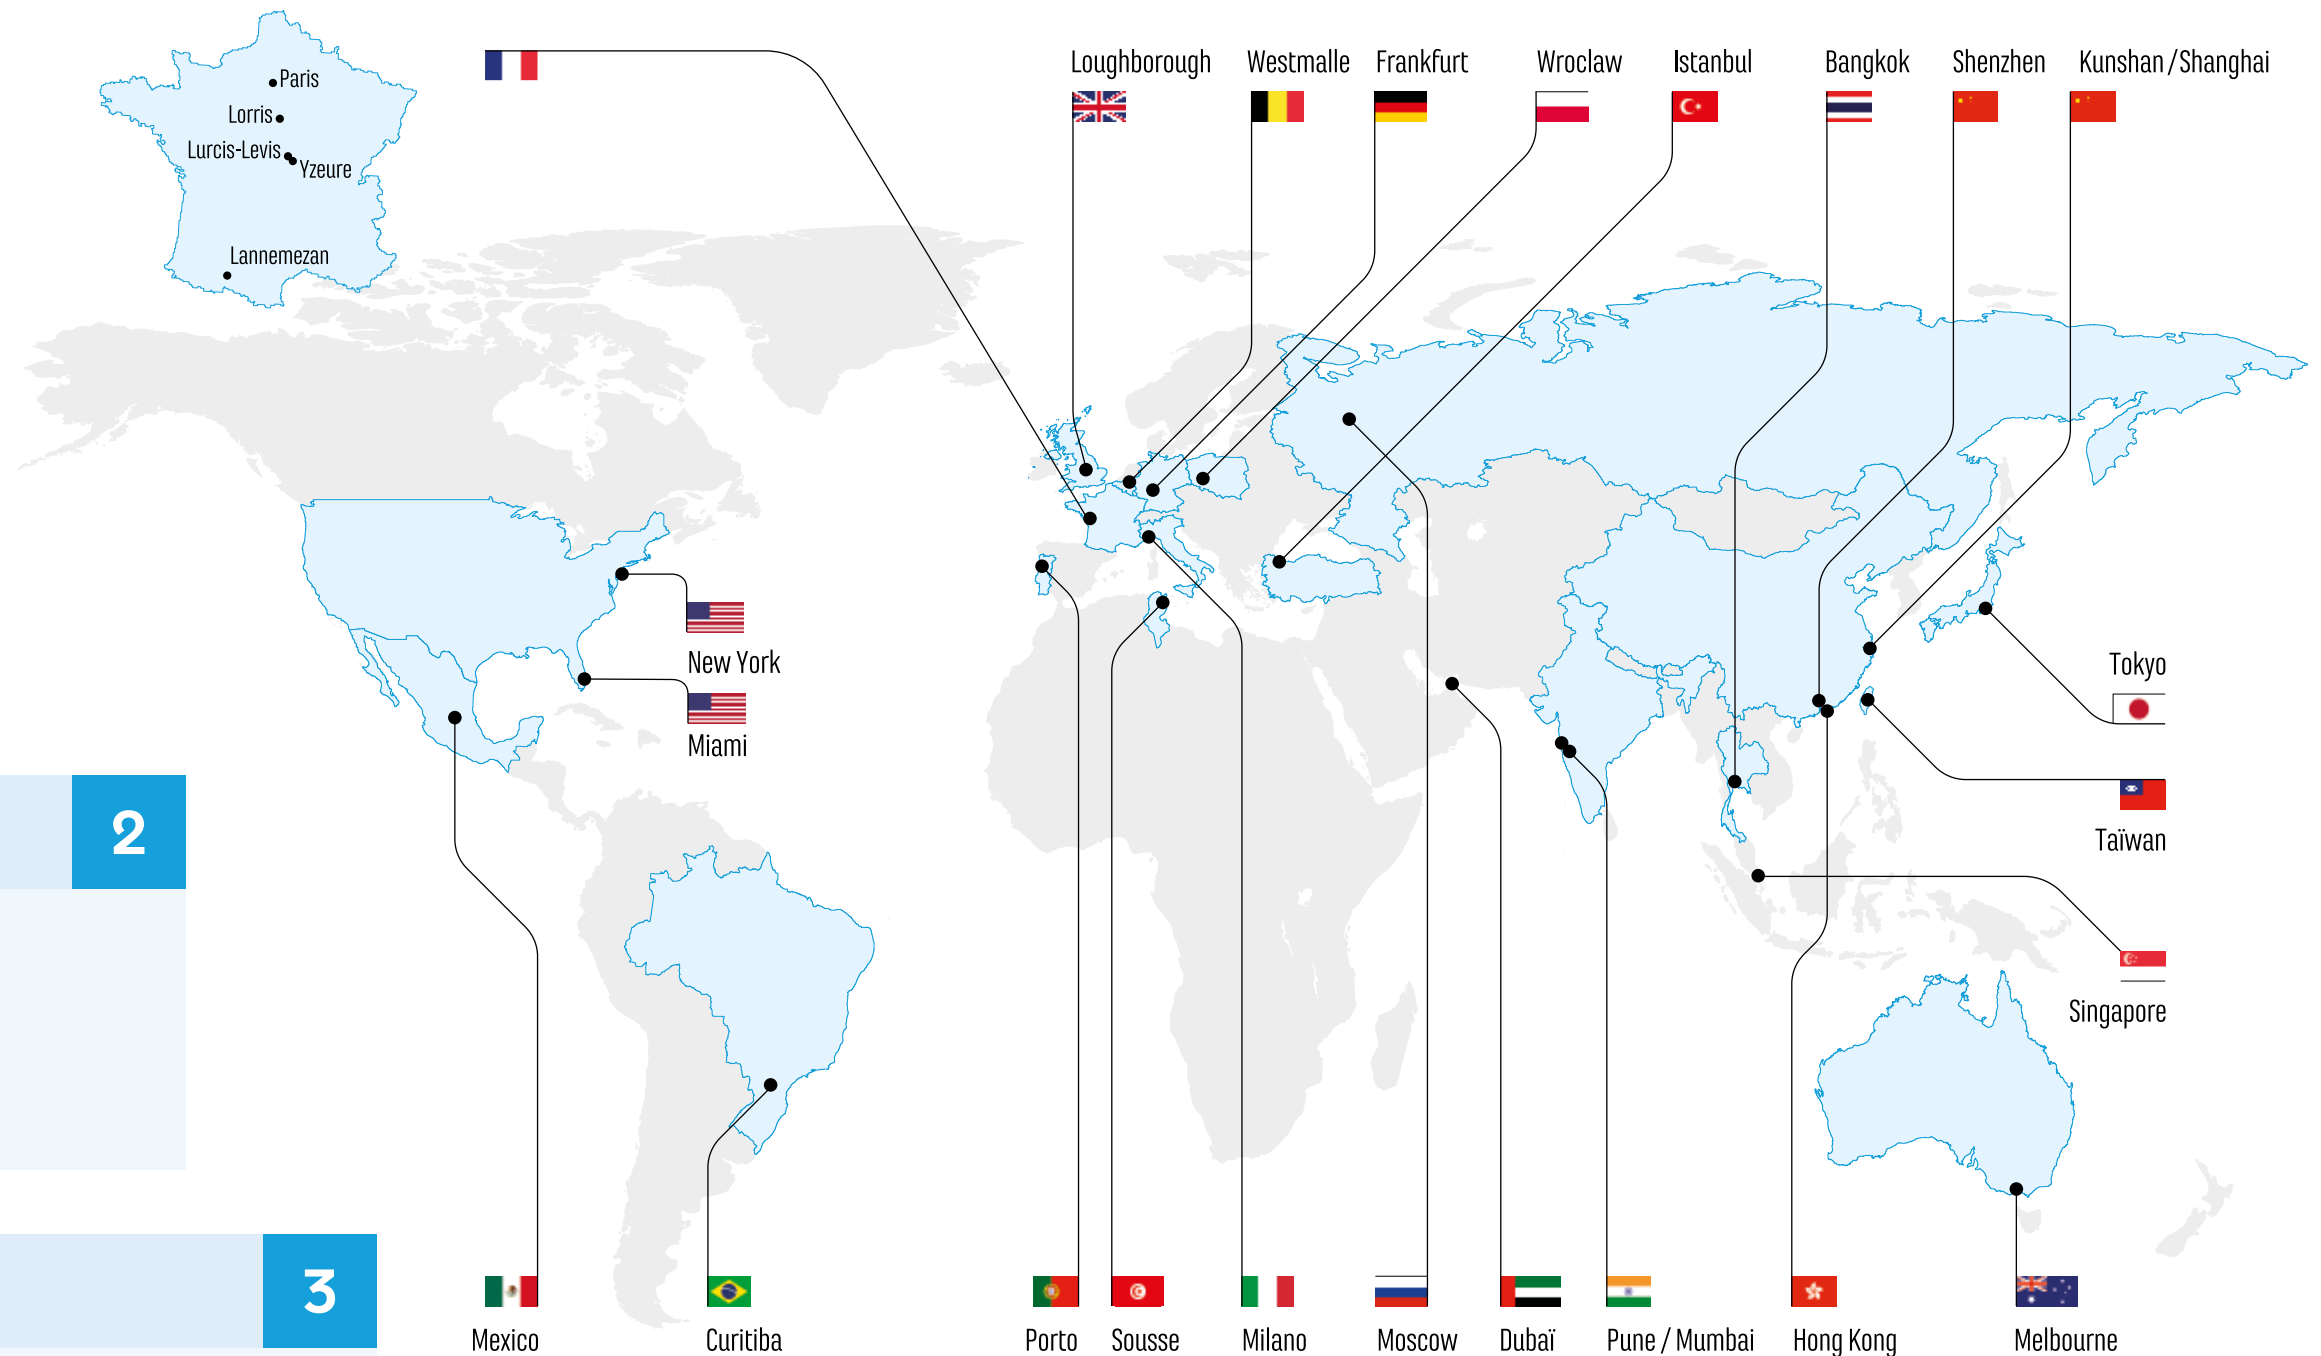 Paris
Lorris
Lurcis-Levis
Yzeure
Lannemezan
Loughborough
Westmalle
Frankfurt
Wroclaw
Istanbul
Bangkok
Shenzhen
Kunshan / Shanghai
New York
Miami
Tokyo
Taïwan
Singapore
2
3
Mexico
Curitiba
Porto
Sousse
Milano
Moscow
Dubaï
Pune / Mumbai
Hong Kong
Melbourne